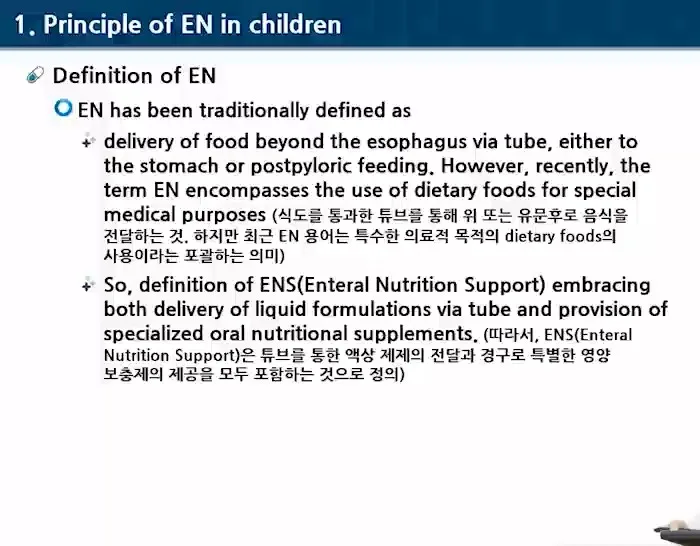 1. Principle of EN in children
Definition of EN
EN has been traditionally defined as
delivery of food beyond the esophagus via tube, either to
the stomach or postpyloric feeding. However, recently, the
term EN encompasses the use of dietary foods for special
medical purposes (식도를 통과한 튜브를 통해 위 또는 유문후로 음식을
전달하는 것. 하지만 최근 EN 용어는 특수한 의료적 목적의 dietary foods의
사용이라는 포괄하는 의미)
So, definition of ENS(Enteral Nutrition Support) embracing
both delivery of liquid formulations via tube and provision of
specialized oral nutritional supplements. (따라서, ENS(Enteral
Nutrition Support)은 튜브를 통한 액상 제제의 전달과 경구로 특별한 영양
보충제의 제공을 모두 포함하는 것으로 정의)